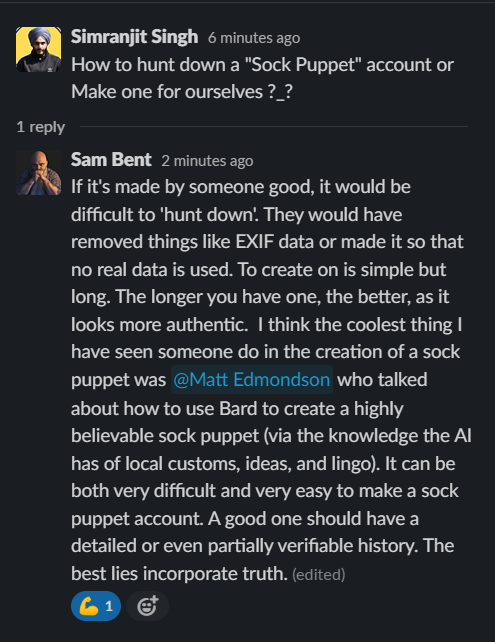 Simranjit Singh 6 minutes ago
How to hunt down a "Sock Puppet" account or
Make one for ourselves ?_?
1 reply
Sam Bent 2 minutes ago
If it's made by someone good, it would be
difficult to 'hunt down'. They would have
removed things like EXIF data or made it so that
no real data is used. To create on is simple but
long. The longer you have one, the better, as it
looks more authentic.  I think the coolest thing I
have seen someone do in the creation of a sock
puppet was @Matt Edmondson who talked
about how to use Bard to create a highly
believable sock puppet (via the knowledge the AI
has of local customs, ideas, and lingo). It can be
both very difficult and very easy to make a sock
puppet account. A good one should have a
detailed or even partially verifiable history. The
best lies incorporate truth. (edited)
1